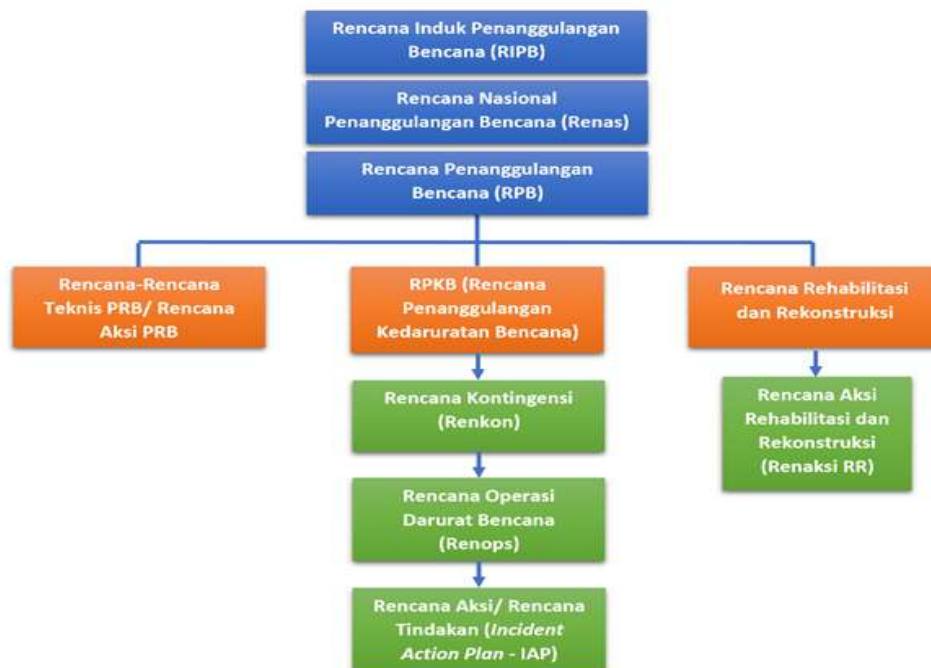 Rencana Induk Penanggulangan
Bencana (RIPB)
Rencana Nasional
Penanggulangan Bencana (Renas)
Rencana Penanggulangan
Bencana (RPB)
Rencana-Rencana
Teknis PRB/ Rencana
Aksi PRB
RPKB (Rencana
Penanggulangan
Kedaruratan Bencana)
Rencana Rehabilitasi
dan Rekonstruksi
Rencana Kontingensi
(Renkon)
Rencana Aksi
Rehabilitasi dan
Rekonstruksi
(Renaksi RR)
Rencana Operasi
Darurat Bencana
(Renops)
Rencana Aksi/ Rencana
Tindakan (Incident
Action Plan - IAP)